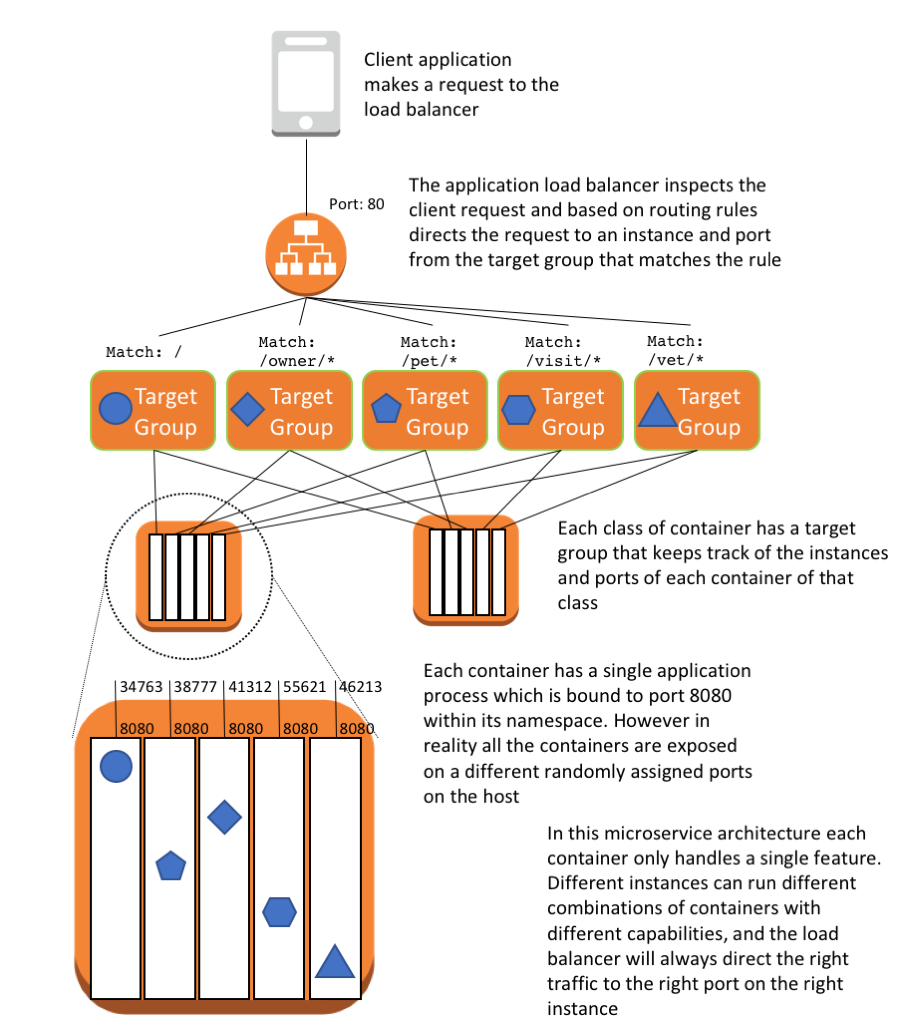 Client application
makes a request to the
load balancer
Port: 80
The application load balancer inspects the
client request and based on routing rules
directs the request to an instance and port
from the target group that matches the rule
Match: /
Match:
/owner/*
Match:
/pet/*
Match:
/visit/*
Match:
/vet/*
Target
Group
Target
Group
Target
Group
Target
Group
Target
Group
Each class of container has a target
group that keeps track of the instances
and ports of each container of that
class
34763
38777
41312
55621
46213
8080
8080
8080
8080
8080
Each container has a single application
process which is bound to port 8080
within its namespace. However in
reality all the containers are exposed
on a different randomly assigned ports
on the host
In this microservice architecture each
container only handles a single feature.
Different instances can run different
combinations of containers with
different capabilities, and the load
balancer will always direct the right
traffic to the right port on the right
instance